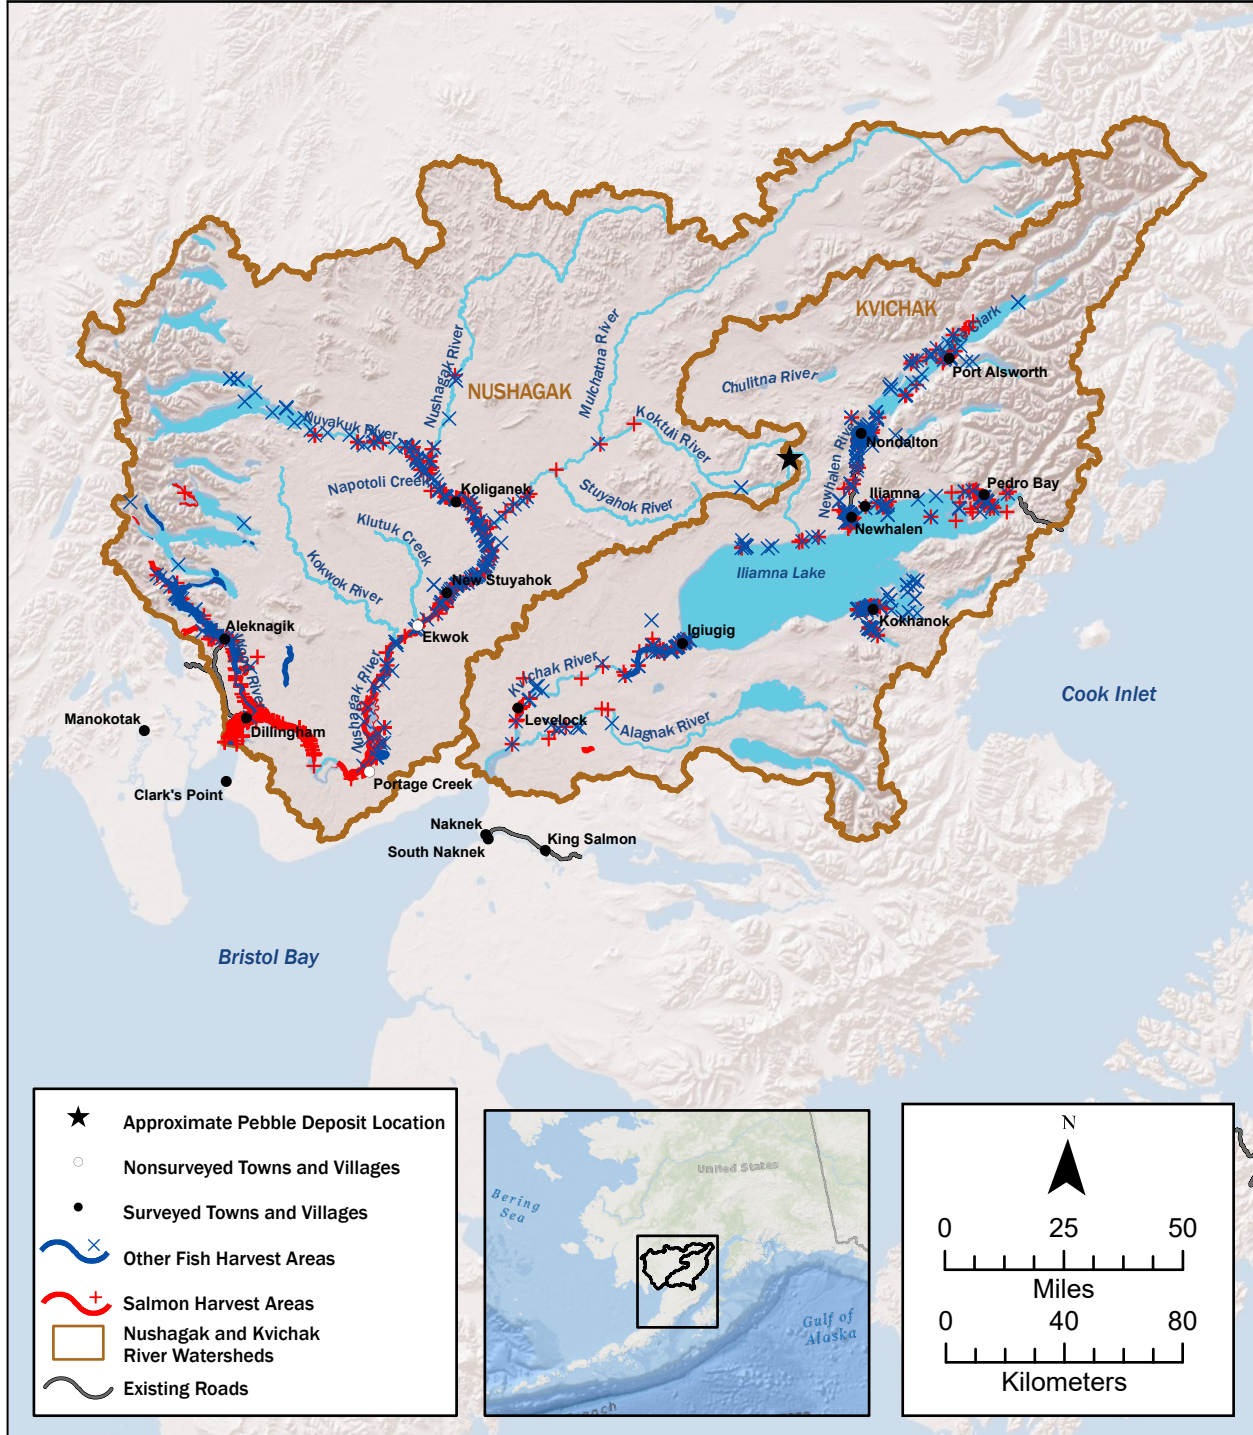 KVICHAK
Lake Clark
Port Alsworth
Chulitna River
NUSHAGAK
Nushagak River
Mulchatna River
Nuyakuk River
Koktuli River
Newhalen River
Nondalton
Napotoli Creek
Koliganek
Stuyahok River
Iliamna
Pedro Bay
Newhalen
Klutuk Creek
Kokwok River
New Stuyahok
Iliamna Lake
Kokhanok
Ekwok
Aleknagik
Wood River
Igiugig
Nushagak River
Kvichak River
Levelock
Alagnak River
Cook Inlet
Manokotak
Dillingham
Clark's Point
Portage Creek
Naknek
South Naknek
King Salmon
Bristol Bay
Approximate Pebble Deposit Location
Nonsurveyed Towns and Villages
Surveyed Towns and Villages
Other Fish Harvest Areas
Salmon Harvest Areas
Nushagak and Kvichak
River Watersheds
Existing Roads
United States
Bering
Sea
Gulf of
Alaska
N
0 25 50
Miles
0 40 80
Kilometers